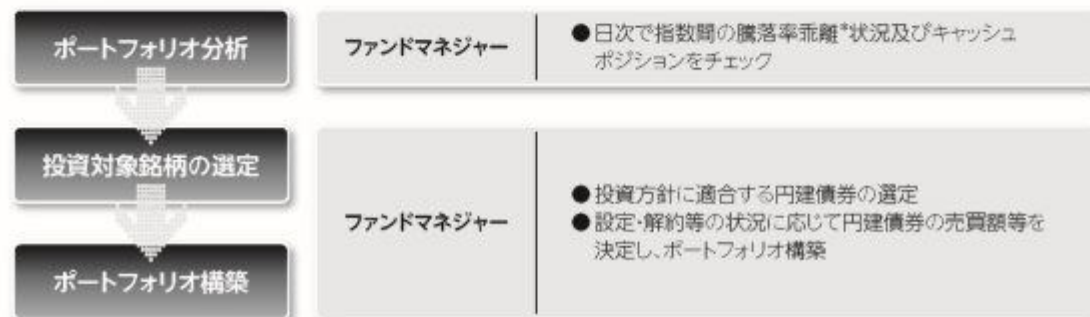 ポートフォリオ分析
ファンドマネジャー
●日次で指数間の騰落率乖離*状況及びキャッシュ
ポジションをチェック
投資対象銘柄の選定
ファンドマネジャー
●投資方針に適合する円建債券の選定
●設定・解約等の状況に応じて円建債券の売買額等を
決定し、ポートフォリオ構築
ポートフォリオ構築